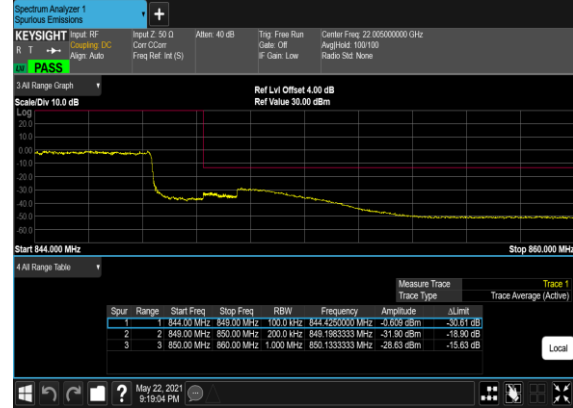 Spectrum Analyzer 1
Spurious Emissions
+
KEYSIGHT
R T
Input: RF
Coupling: DC
Align: Auto
Input Z: 50 Ω
Corr CCorr
Freq Ref: Int (S)
Atten: 40 dB
Trig: Free Run
Gate: Off
IF Gain: Low
Center Freq: 22.005000000 GHz
Avg|Hold: 100/100
Radio Std: None
PASS
3 All Range Graph
Scale/Div 10.0 dB
Ref Lvl Offset 4.00 dB
Ref Value 30.00 dBm
Log
20.0
10.0
0.00
-10.0
-20.0
-30.0
-40.0
-50.0
-60.0
Start 844.000 MHz
Stop 860.000 MHz
4 All Range Table
Measure Trace Trace 1
Trace Type Trace Average (Active)
Spur Range Start Freq Stop Freq RBW Frequency Amplitude ΔLimit
1 1 844.00 MHz 849.00 MHz 100.0 kHz 844.4250000 MHz -0.609 dBm -30.61 dB
2 2 849.00 MHz 850.00 MHz 200.0 kHz 849.1983333 MHz -31.90 dBm -18.90 dB
3 3 850.00 MHz 860.00 MHz 1.000 MHz 850.1333333 MHz -28.63 dBm -15.63 dB
Local
?
May 22, 2021
9:19:04 PM